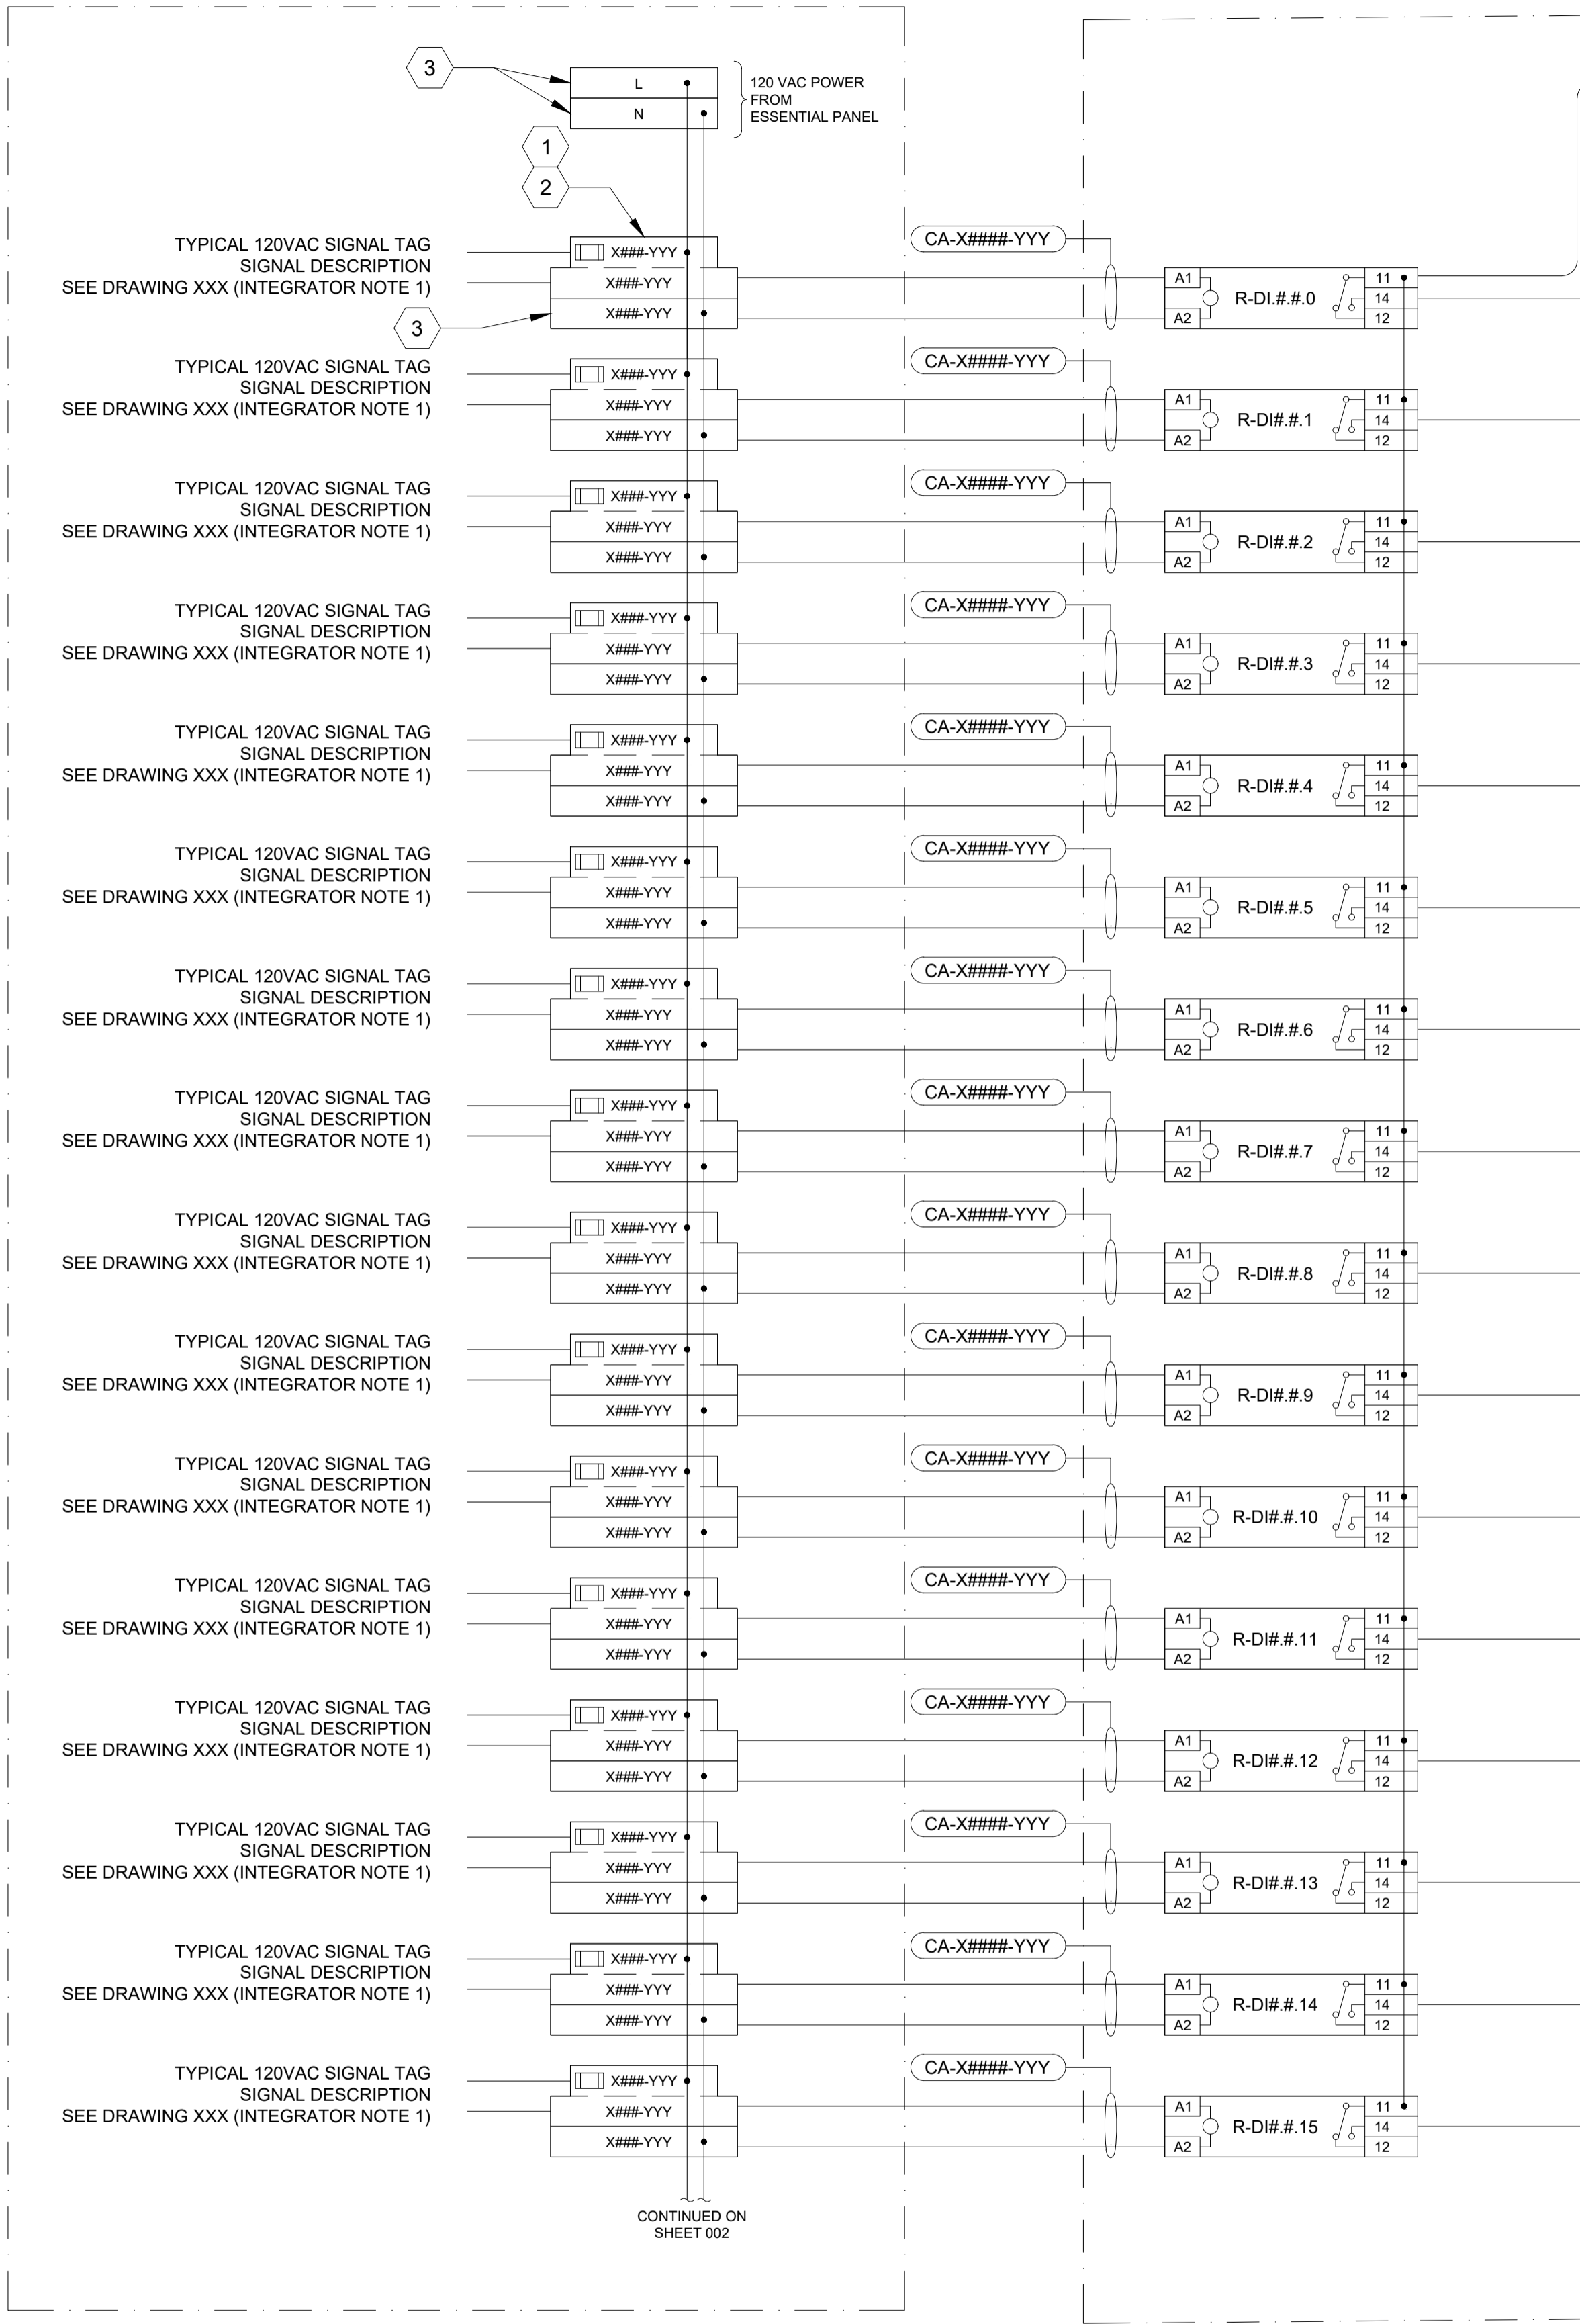 3
L
N
120 VAC POWER
FROM
ESSENTIAL PANEL
1
2
TYPICAL 120VAC SIGNAL TAG
SIGNAL DESCRIPTION
SEE DRAWING XXX (INTEGRATOR NOTE 1)
3
X###-YYY
X###-YYY
X###-YYY
CA-X####-YYY
A1
A2
R-DI.#.#.0
11
14
12
TYPICAL 120VAC SIGNAL TAG
SIGNAL DESCRIPTION
SEE DRAWING XXX (INTEGRATOR NOTE 1)
X###-YYY
X###-YYY
X###-YYY
CA-X####-YYY
A1
A2
R-DI#.#.1
11
14
12
TYPICAL 120VAC SIGNAL TAG
SIGNAL DESCRIPTION
SEE DRAWING XXX (INTEGRATOR NOTE 1)
X###-YYY
X###-YYY
X###-YYY
CA-X####-YYY
A1
A2
R-DI#.#.2
11
14
12
TYPICAL 120VAC SIGNAL TAG
SIGNAL DESCRIPTION
SEE DRAWING XXX (INTEGRATOR NOTE 1)
X###-YYY
X###-YYY
X###-YYY
CA-X####-YYY
A1
A2
R-DI#.#.3
11
14
12
TYPICAL 120VAC SIGNAL TAG
SIGNAL DESCRIPTION
SEE DRAWING XXX (INTEGRATOR NOTE 1)
X###-YYY
X###-YYY
X###-YYY
CA-X####-YYY
A1
A2
R-DI#.#.4
11
14
12
TYPICAL 120VAC SIGNAL TAG
SIGNAL DESCRIPTION
SEE DRAWING XXX (INTEGRATOR NOTE 1)
X###-YYY
X###-YYY
X###-YYY
CA-X####-YYY
A1
A2
R-DI#.#.5
11
14
12
TYPICAL 120VAC SIGNAL TAG
SIGNAL DESCRIPTION
SEE DRAWING XXX (INTEGRATOR NOTE 1)
X###-YYY
X###-YYY
X###-YYY
CA-X####-YYY
A1
A2
R-DI#.#.6
11
14
12
TYPICAL 120VAC SIGNAL TAG
SIGNAL DESCRIPTION
SEE DRAWING XXX (INTEGRATOR NOTE 1)
X###-YYY
X###-YYY
X###-YYY
CA-X####-YYY
A1
A2
R-DI#.#.7
11
14
12
TYPICAL 120VAC SIGNAL TAG
SIGNAL DESCRIPTION
SEE DRAWING XXX (INTEGRATOR NOTE 1)
X###-YYY
X###-YYY
X###-YYY
CA-X####-YYY
A1
A2
R-DI#.#.8
11
14
12
TYPICAL 120VAC SIGNAL TAG
SIGNAL DESCRIPTION
SEE DRAWING XXX (INTEGRATOR NOTE 1)
X###-YYY
X###-YYY
X###-YYY
CA-X####-YYY
A1
A2
R-DI#.#.9
11
14
12
TYPICAL 120VAC SIGNAL TAG
SIGNAL DESCRIPTION
SEE DRAWING XXX (INTEGRATOR NOTE 1)
X###-YYY
X###-YYY
X###-YYY
CA-X####-YYY
A1
A2
R-DI#.#.10
11
14
12
TYPICAL 120VAC SIGNAL TAG
SIGNAL DESCRIPTION
SEE DRAWING XXX (INTEGRATOR NOTE 1)
X###-YYY
X###-YYY
X###-YYY
CA-X####-YYY
A1
A2
R-DI#.#.11
11
14
12
TYPICAL 120VAC SIGNAL TAG
SIGNAL DESCRIPTION
SEE DRAWING XXX (INTEGRATOR NOTE 1)
X###-YYY
X###-YYY
X###-YYY
CA-X####-YYY
A1
A2
R-DI#.#.12
11
14
12
TYPICAL 120VAC SIGNAL TAG
SIGNAL DESCRIPTION
SEE DRAWING XXX (INTEGRATOR NOTE 1)
X###-YYY
X###-YYY
X###-YYY
CA-X####-YYY
A1
A2
R-DI#.#.13
11
14
12
TYPICAL 120VAC SIGNAL TAG
SIGNAL DESCRIPTION
SEE DRAWING XXX (INTEGRATOR NOTE 1)
X###-YYY
X###-YYY
X###-YYY
CA-X####-YYY
A1
A2
R-DI#.#.14
11
14
12
TYPICAL 120VAC SIGNAL TAG
SIGNAL DESCRIPTION
SEE DRAWING XXX (INTEGRATOR NOTE 1)
X###-YYY
X###-YYY
X###-YYY
CA-X####-YYY
A1
A2
R-DI#.#.15
11
14
12
CONTINUED ON
SHEET 002